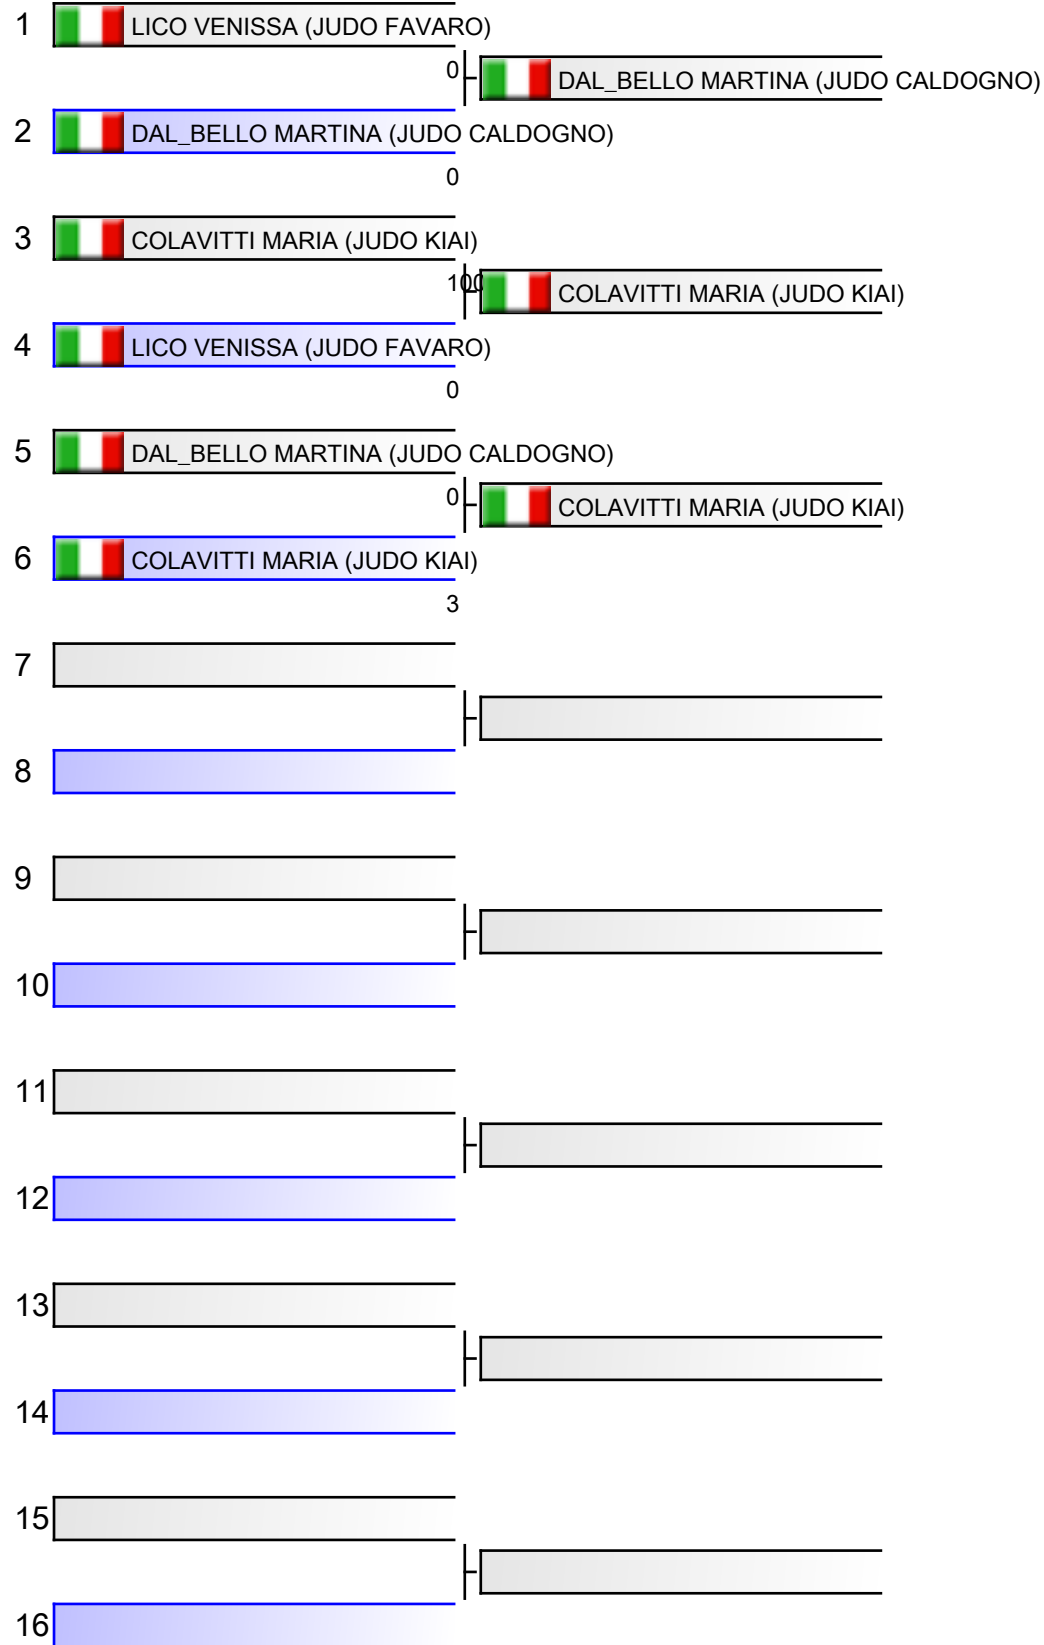 1 LICO VENISSA (JUDO FAVARO)
0
DAL_BELLO MARTINA (JUDO CALDOGNO)
2 DAL_BELLO MARTINA (JUDO CALDOGNO)
0
3 COLAVITTI MARIA (JUDO KIAI)
100
COLAVITTI MARIA (JUDO KIAI)
4 LICO VENISSA (JUDO FAVARO)
0
5 DAL_BELLO MARTINA (JUDO CALDOGNO)
0
COLAVITTI MARIA (JUDO KIAI)
6 COLAVITTI MARIA (JUDO KIAI)
3
7
8
9
10
11
12
13
14
15
16